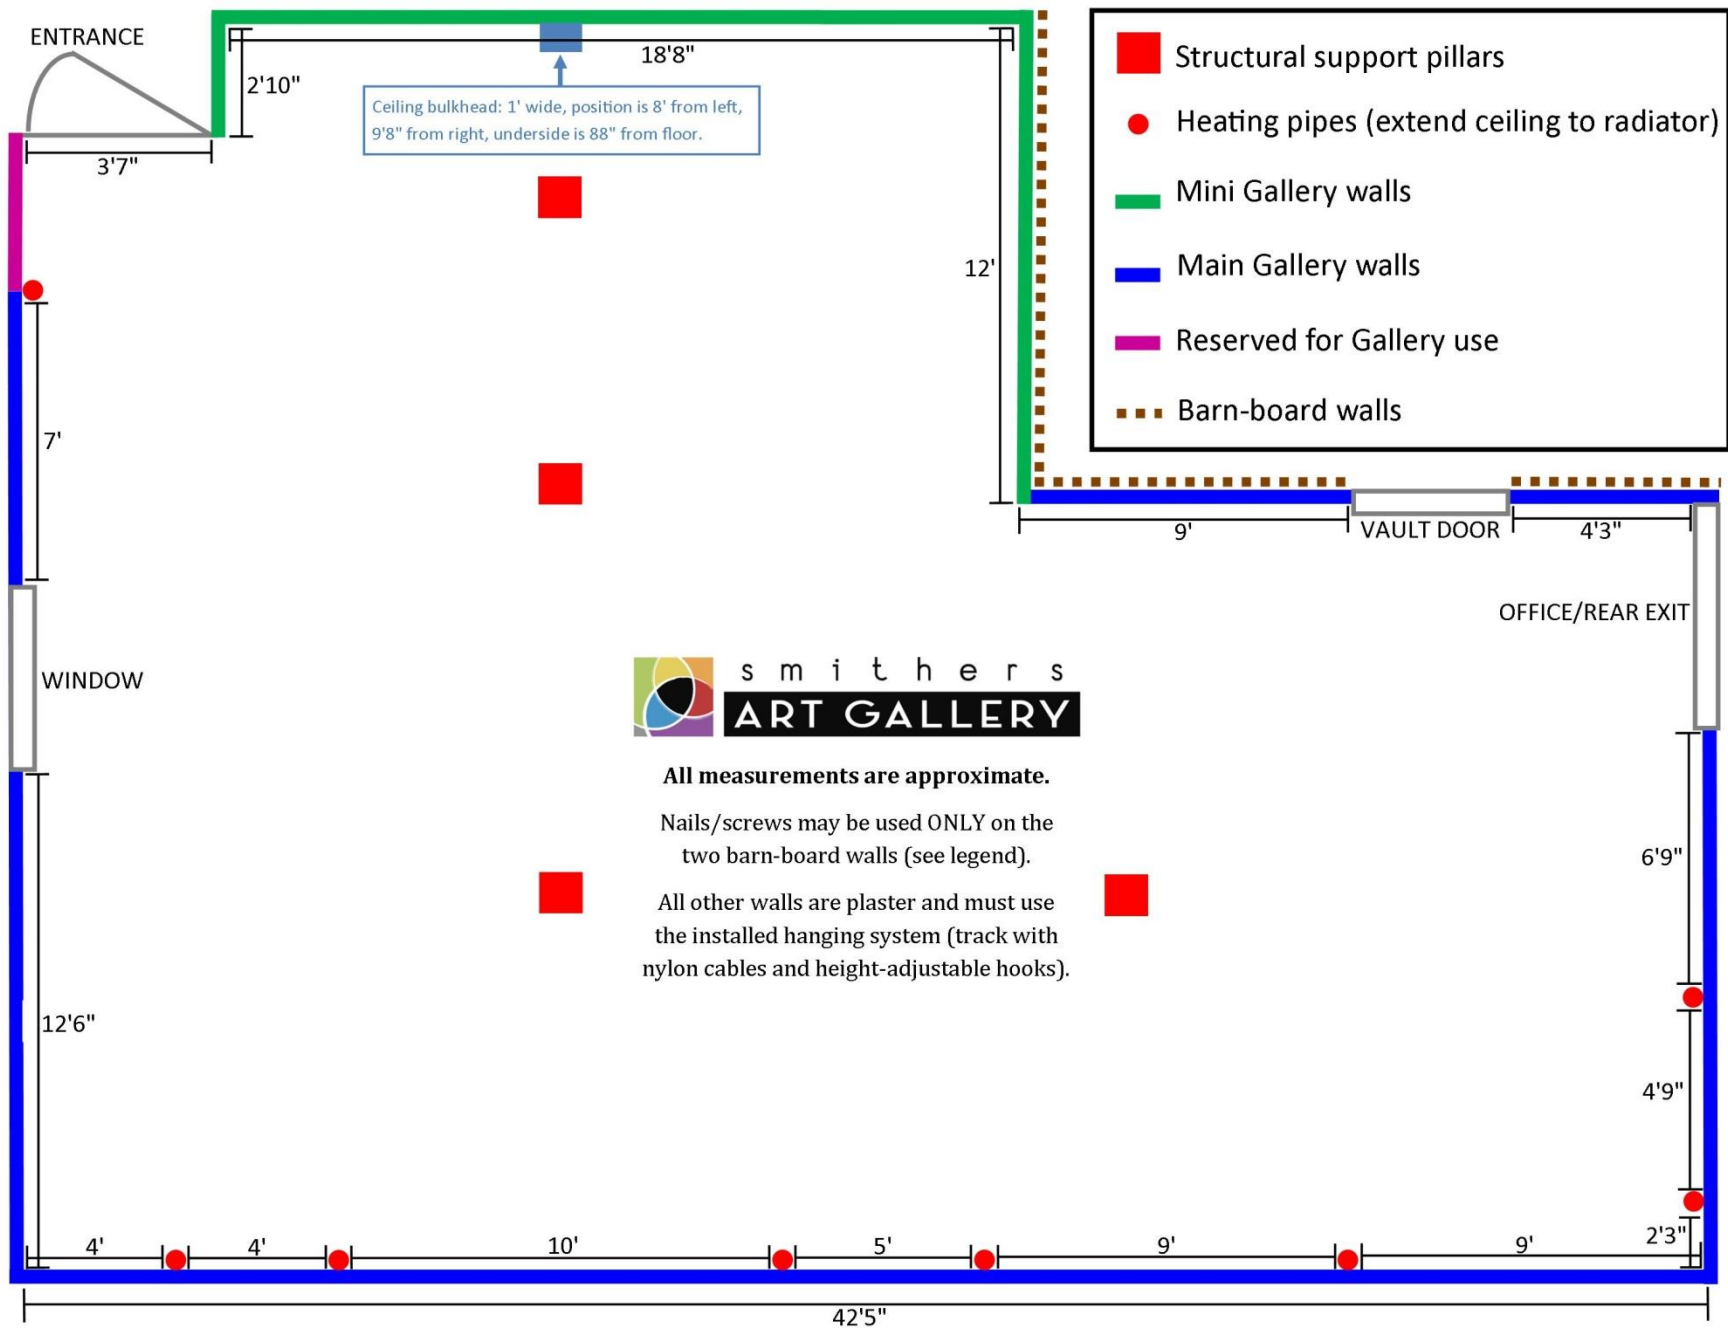 ENTRANCE
2'10"
18'8"
Ceiling bulkhead: 1' wide, position is 8' from left,
9'8" from right, underside is 88" from floor.
3'7"
Structural support pillars
Heating pipes (extend ceiling to radiator)
Mini Gallery walls
Main Gallery walls
Reserved for Gallery use
Barn-board walls
12'
7'
9'
VAULT DOOR
4'3"
OFFICE/REAR EXIT
WINDOW
smithers
ART GALLERY
All measurements are approximate.
Nails/screws may be used ONLY on the
two barn-board walls (see legend).
All other walls are plaster and must use
the installed hanging system (track with
nylon cables and height-adjustable hooks).
6'9"
12'6"
4'9"
2'3"
4'
4'
10'
5'
9'
9'
42'5"